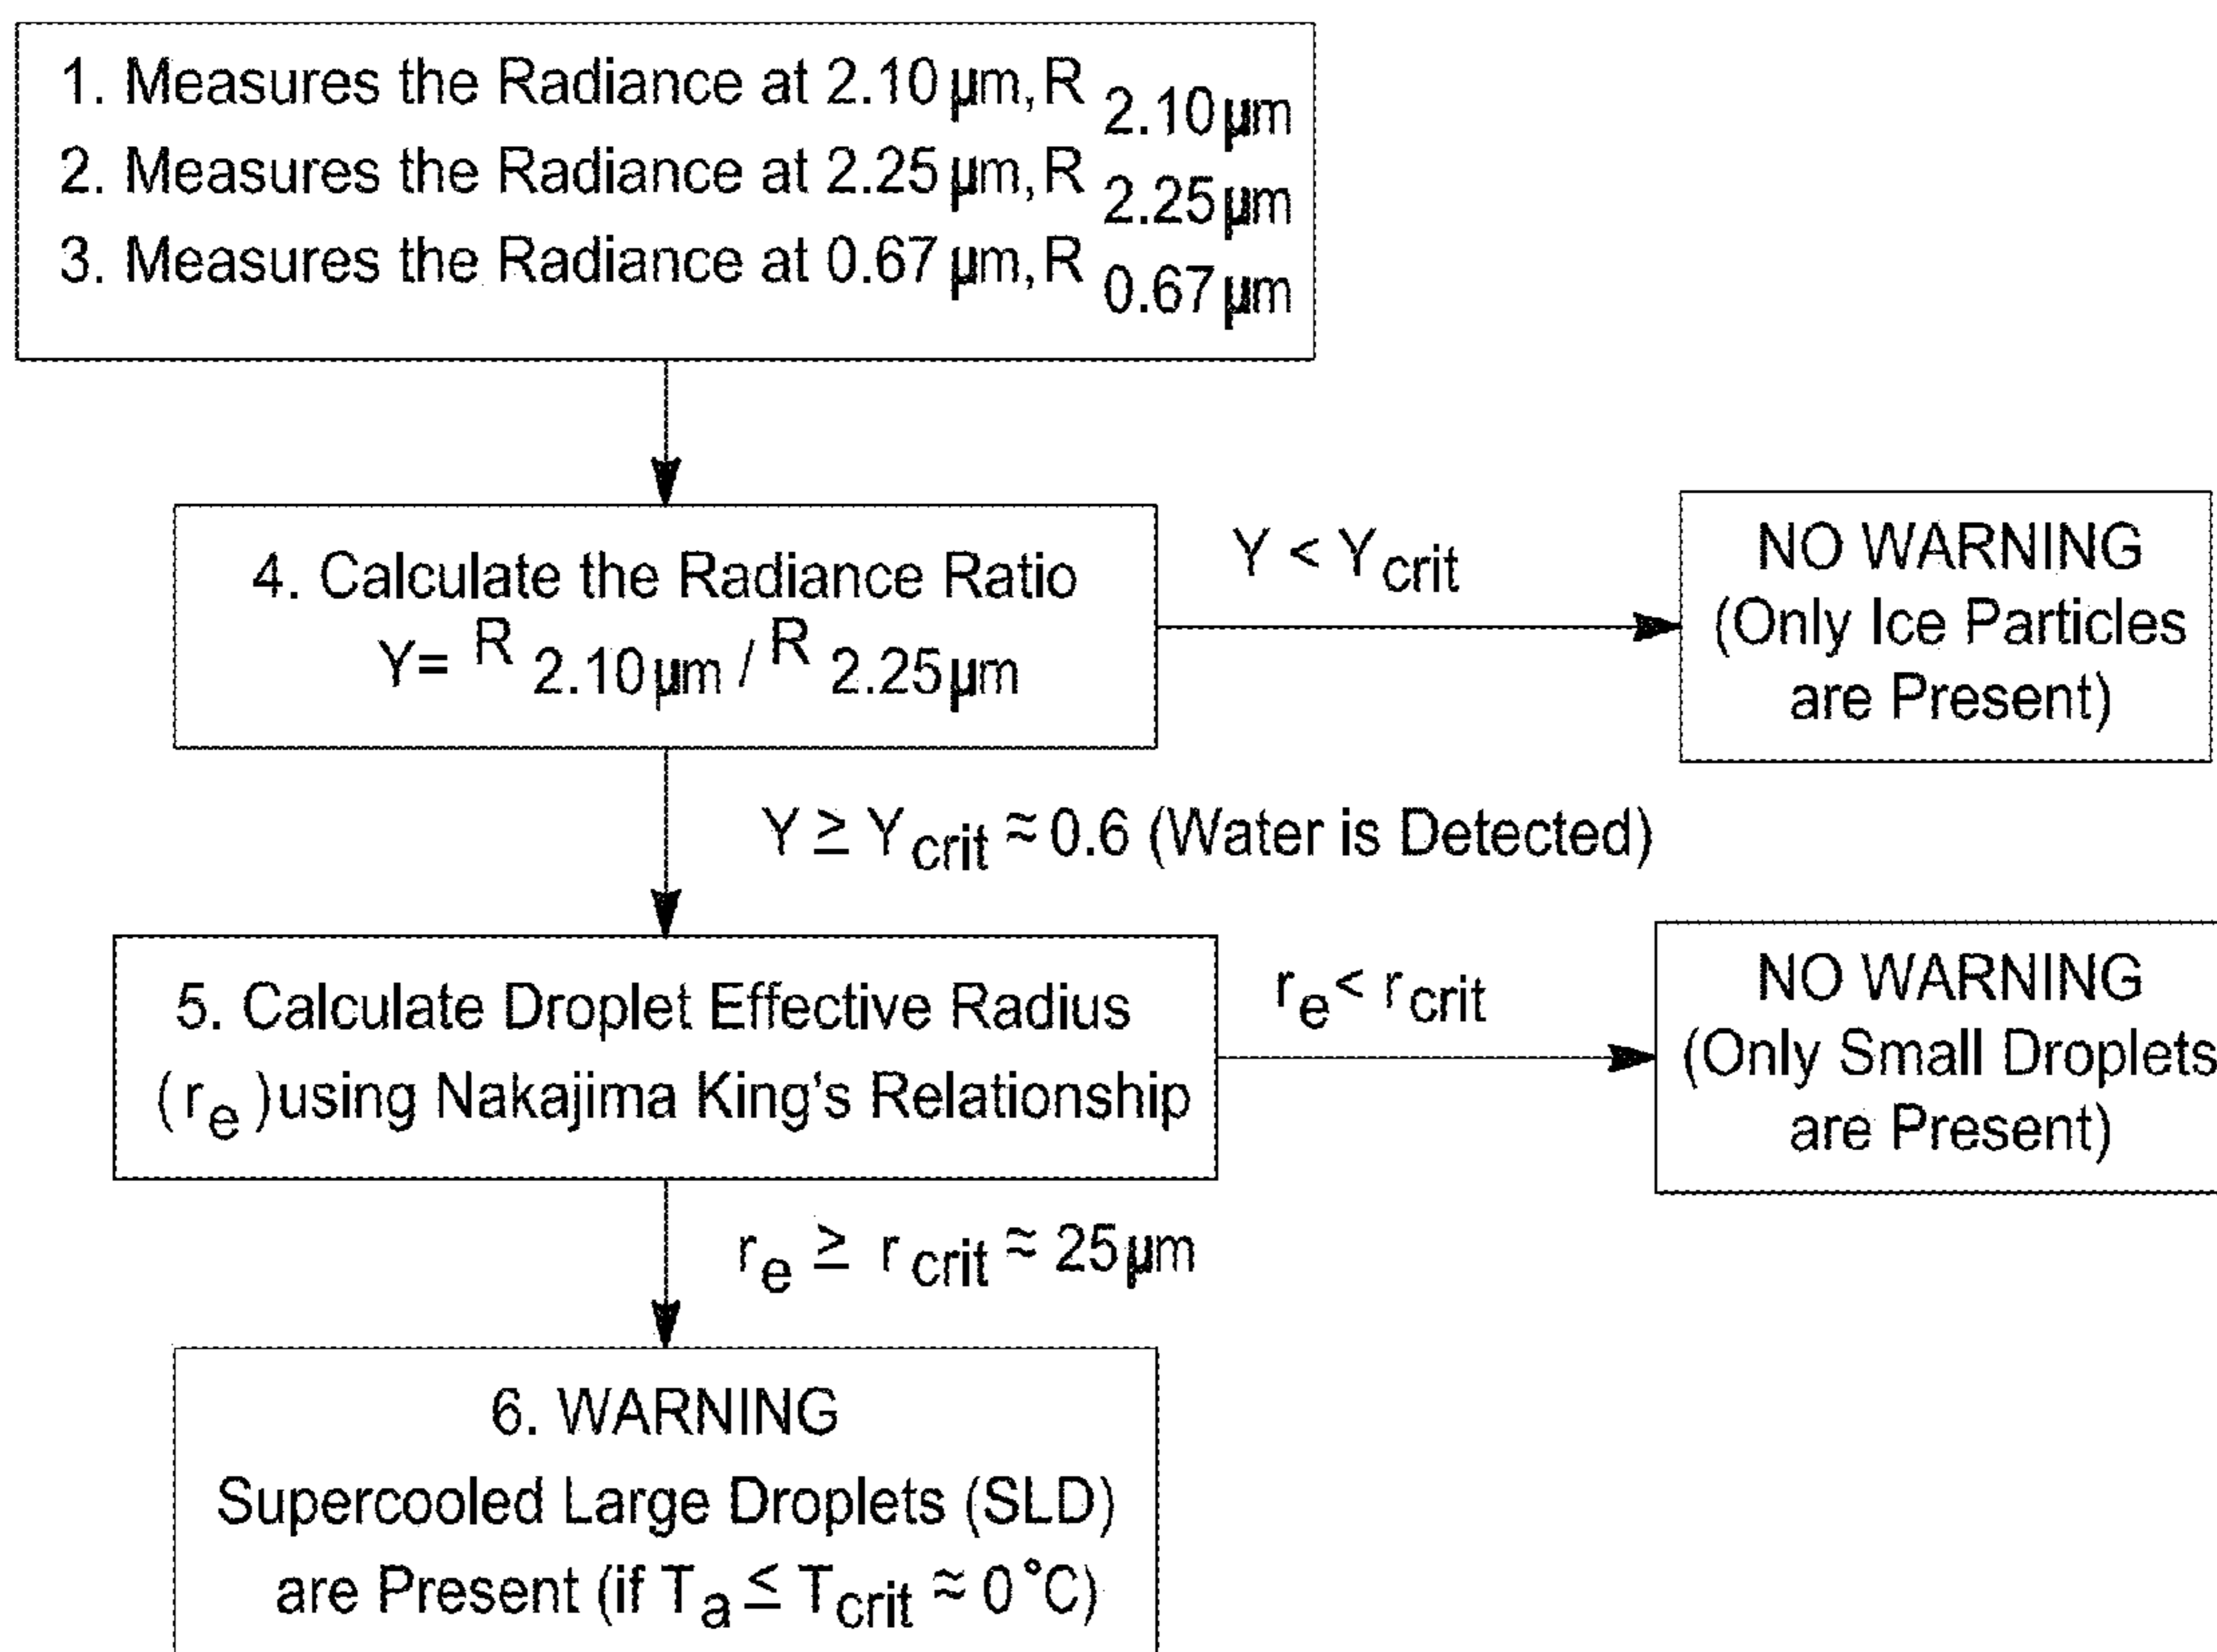 1. Measures the Radiance at 2.10 µm, R 2.10 µm
2. Measures the Radiance at 2.25 µm, R 2.25 µm
3. Measures the Radiance at 0.67 µm, R 0.67 µm
4. Calculate the Radiance Ratio
Y= R 2.10 µm / R 2.25 µm
Y < Ycrit
NO WARNING
(Only Ice Particles
are Present)
Y ≥ Ycrit ≈ 0.6 (Water is Detected)
5. Calculate Droplet Effective Radius
(re) using Nakajima King's Relationship
re < rcrit
NO WARNING
(Only Small Droplets
are Present)
re ≥ rcrit ≈ 25 µm
6. WARNING
Supercooled Large Droplets (SLD)
are Present (if Ta ≤ Tcrit ≈ 0°C)